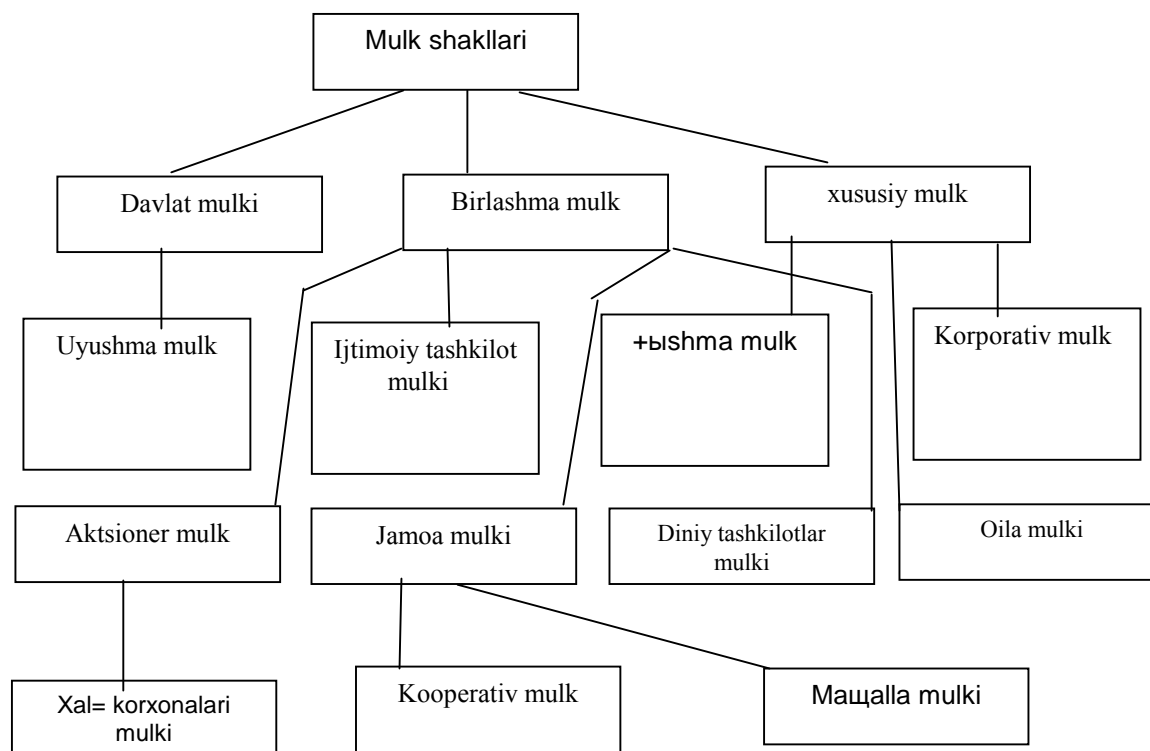 Mulk shakllari
Davlat mulki
Birlashma mulk
xususiy mulk
Uyushma mulk
Ijtimoiy tashkilot
mulki
+ыshma mulk
Korporativ mulk
Aktsioner mulk
Jamoa mulki
Diniy tashkilotlar
mulki
Oila mulki
Xal= korxonalari
mulki
Kooperativ mulk
Maщalla mulki